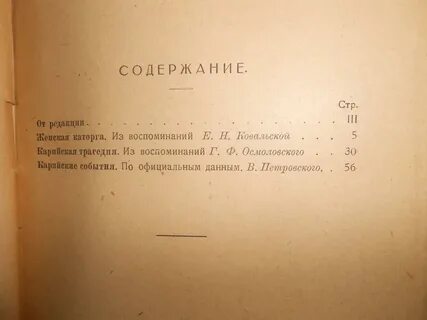 СОДЕРЖАНИЕ.
Стр.
От редакции . . . . . . . . . . . . . . . . . . . III
Женская каторга. Из воспоминаний Е. Н. Ковальской . . . 5
Карийская трагедия. Из воспоминаний Г. Ф. Осмоловского . . 30
Карийские события. По официальным данным, В. Петровского. . 56